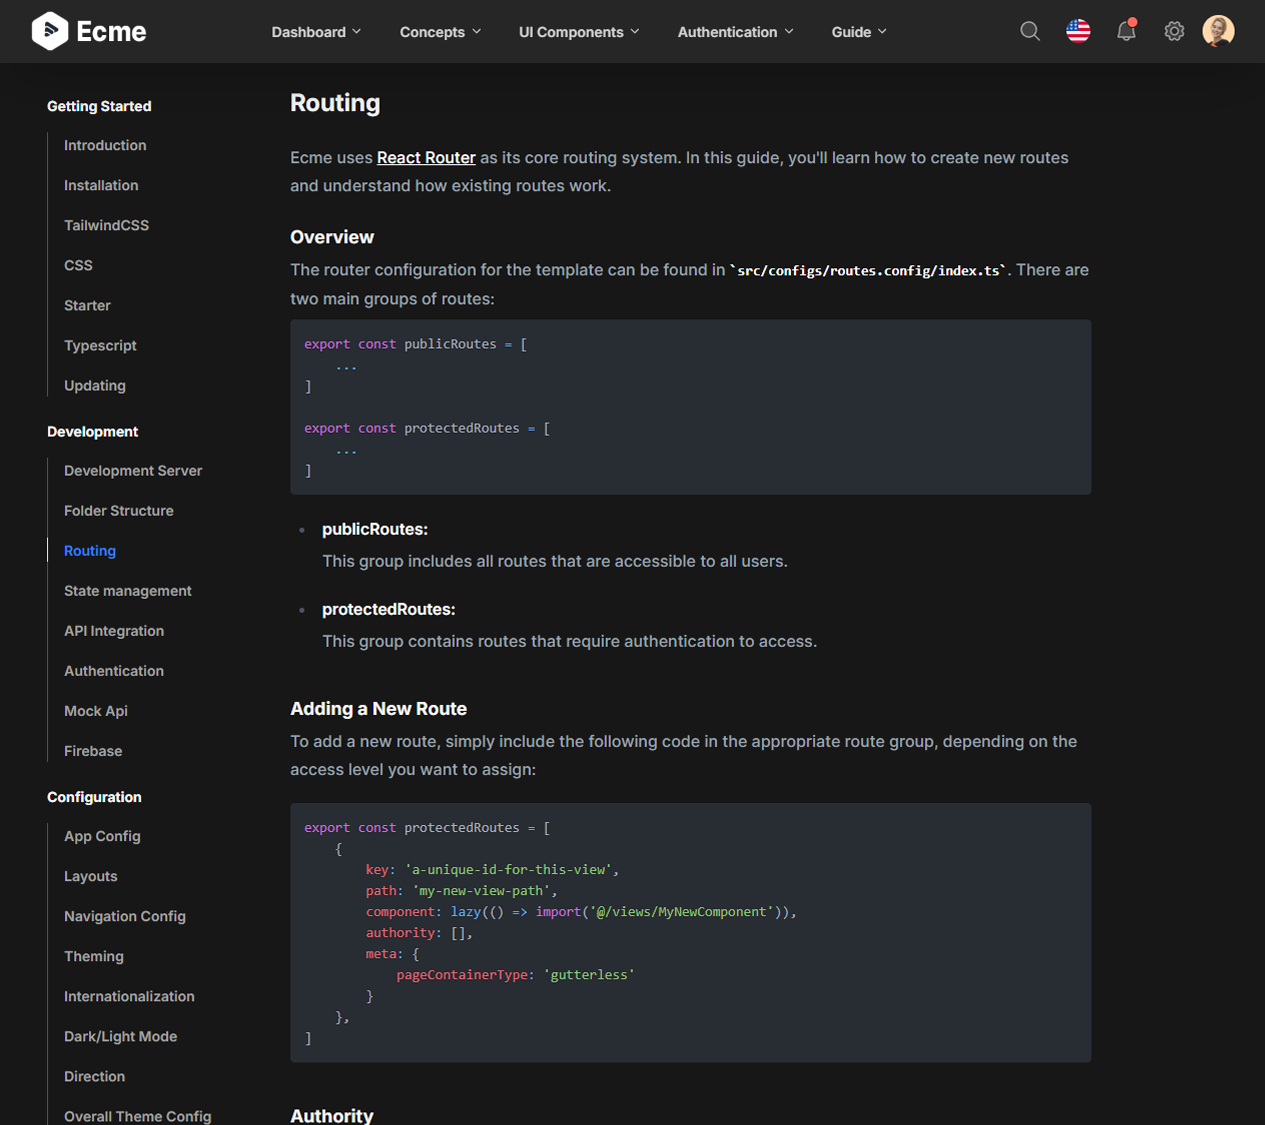 Ecme
Dashboard
Concepts
UI Components
Authentication
Guide
Getting Started
Introduction
Installation
TailwindCSS
CSS
Starter
Typescript
Updating
Development
Development Server
Folder Structure
Routing
State management
API Integration
Authentication
Mock Api
Firebase
Configuration
App Config
Layouts
Navigation Config
Theming
Internationalization
Dark/Light Mode
Direction
Overall Theme Config
Routing
Ecme uses React Router as its core routing system. In this guide, you'll learn how to create new routes
and understand how existing routes work.
Overview
The router configuration for the template can be found in `src/configs/routes.config/index.ts`. There are
two main groups of routes:
export const publicRoutes = [
    ...
]
export const protectedRoutes = [
    ...
]
• publicRoutes:
This group includes all routes that are accessible to all users.
• protectedRoutes:
This group contains routes that require authentication to access.
Adding a New Route
To add a new route, simply include the following code in the appropriate route group, depending on the
access level you want to assign:
export const protectedRoutes = [
    {
        key: 'a-unique-id-for-this-view',
        path: 'my-new-view-path',
        component: lazy(() => import('@/views/MyNewComponent')),
        authority: [],
        meta: {
            pageContainerType: 'gutterless'
        }
    },
]
Authority